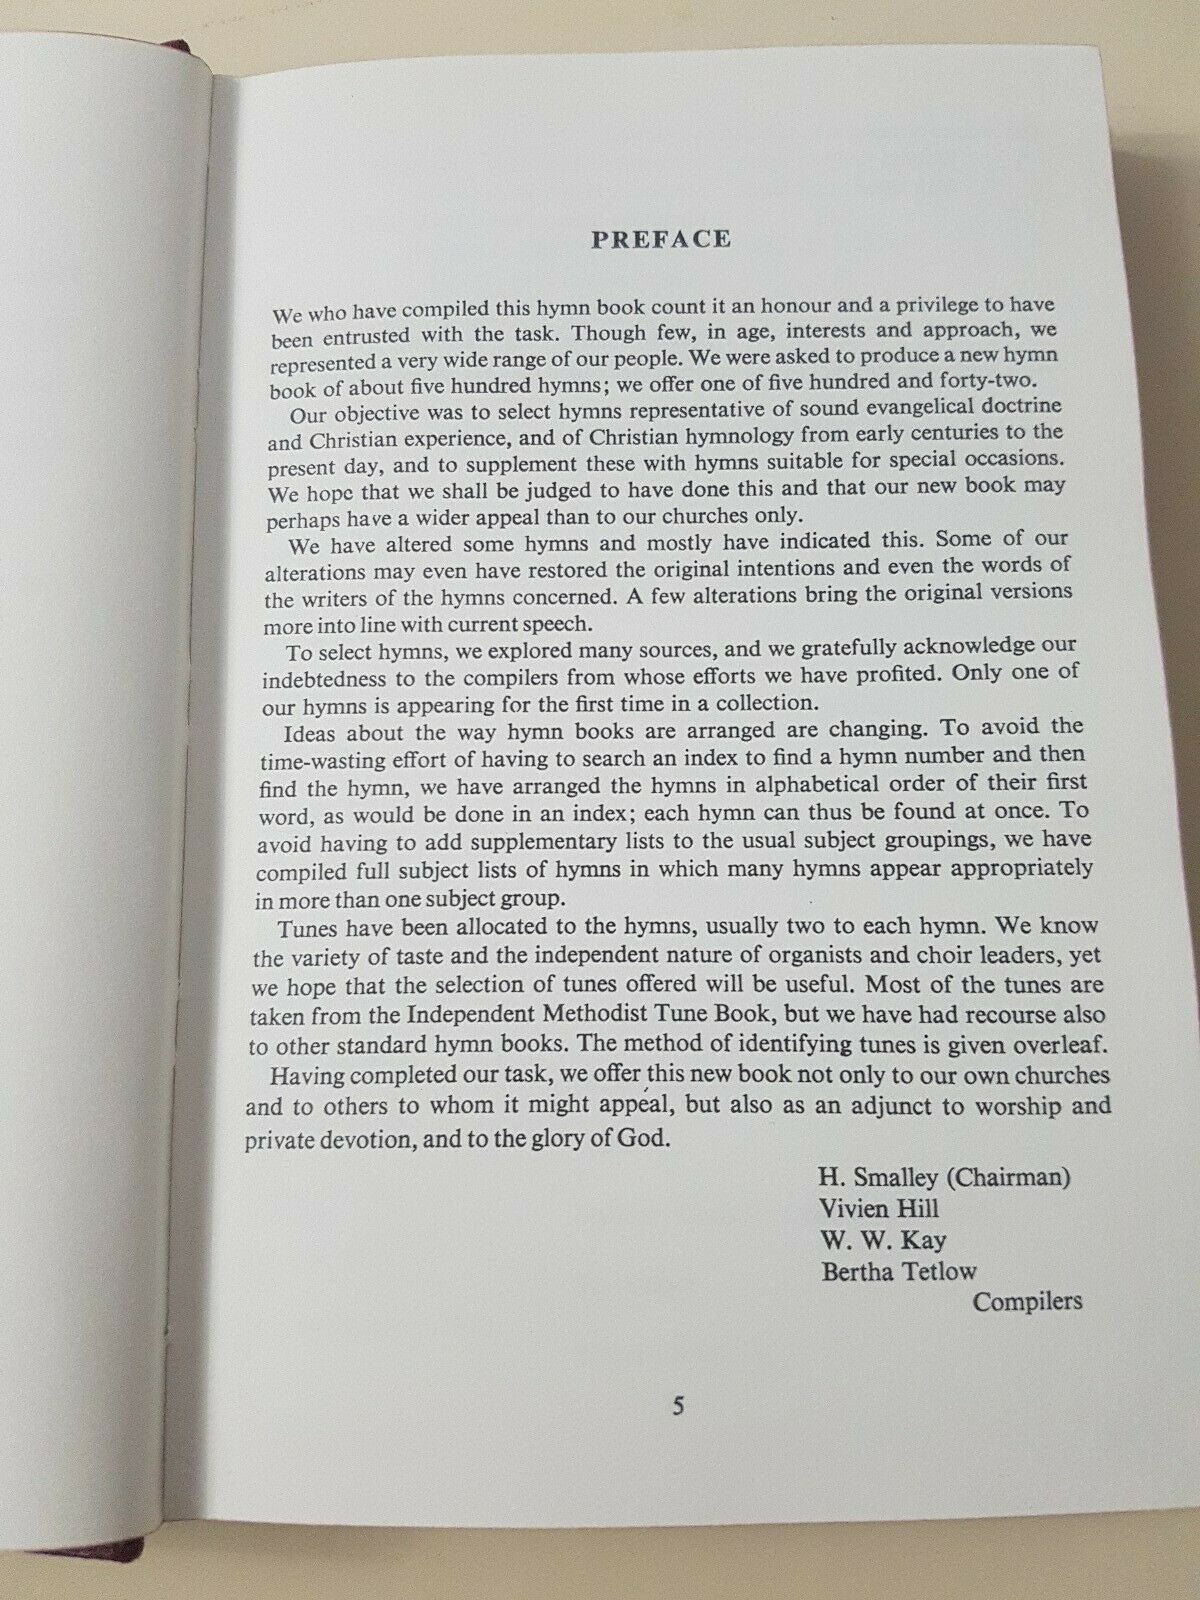 PREFACE
We who have compiled this hymn book count it an honour and a privilege to have
been entrusted with the task. Though few, in age, interests and approach, we
represented a very wide range of our people. We were asked to produce a new hymn
book of about five hundred hymns; we offer one of five hundred and forty-two.
Our objective was to select hymns representative of sound evangelical doctrine
and Christian experience, and of Christian hymnology from early centuries to the
present day, and to supplement these with hymns suitable for special occasions.
We hope that we shall be judged to have done this and that our new book may
perhaps have a wider appeal than to our churches only.
We have altered some hymns and mostly have indicated this. Some of our
alterations may even have restored the original intentions and even the words of
the writers of the hymns concerned. A few alterations bring the original versions
more into line with current speech.
To select hymns, we explored many sources, and we gratefully acknowledge our
indebtedness to the compilers from whose efforts we have profited. Only one of
our hymns is appearing for the first time in a collection.
Ideas about the way hymn books are arranged are changing. To avoid the
time-wasting effort of having to search an index to find a hymn number and then
find the hymn, we have arranged the hymns in alphabetical order of their first
word, as would be done in an index; each hymn can thus be found at once. To
avoid having to add supplementary lists to the usual subject groupings, we have
compiled full subject lists of hymns in which many hymns appear appropriately
in more than one subject group.
Tunes have been allocated to the hymns, usually two to each hymn. We know
the variety of taste and the independent nature of organists and choir leaders, yet
we hope that the selection of tunes offered will be useful. Most of the tunes are
taken from the Independent Methodist Tune Book, but we have had recourse also
to other standard hymn books. The method of identifying tunes is given overleaf.
Having completed our task, we offer this new book not only to our own churches
and to others to whom it might appeal, but also as an adjunct to worship and
private devotion, and to the glory of God.
H. Smalley (Chairman)
Vivien Hill
W. W. Kay
Bertha Tetlow
Compilers
5